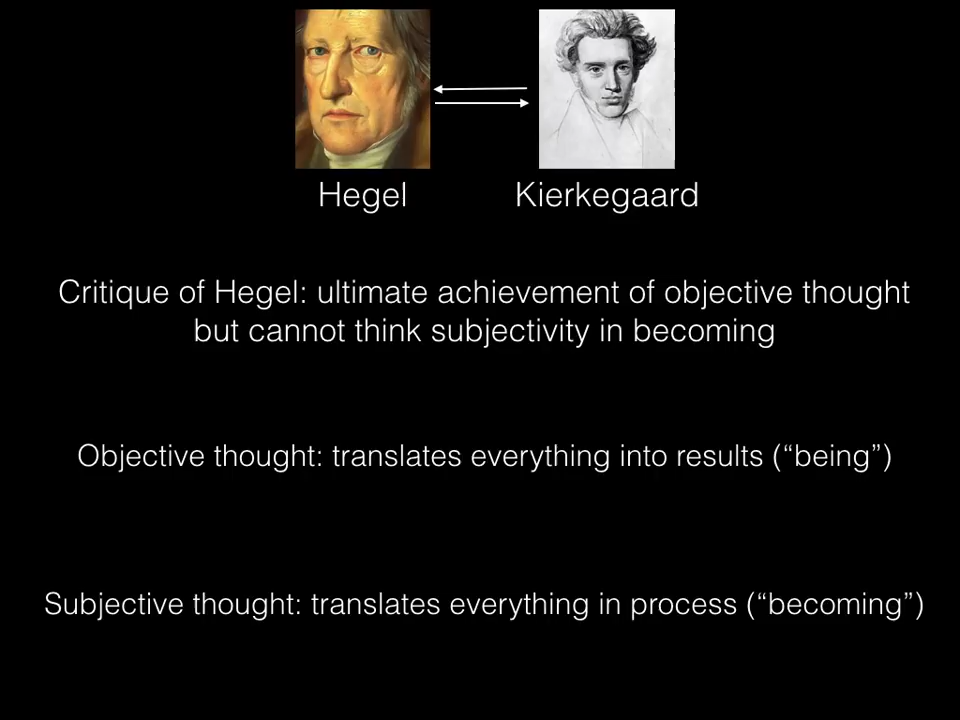 Hegel
Kierkegaard
Critique of Hegel: ultimate achievement of objective thought
but cannot think subjectivity in becoming
Objective thought: translates everything into results (“being”)
Subjective thought: translates everything in process (“becoming”)